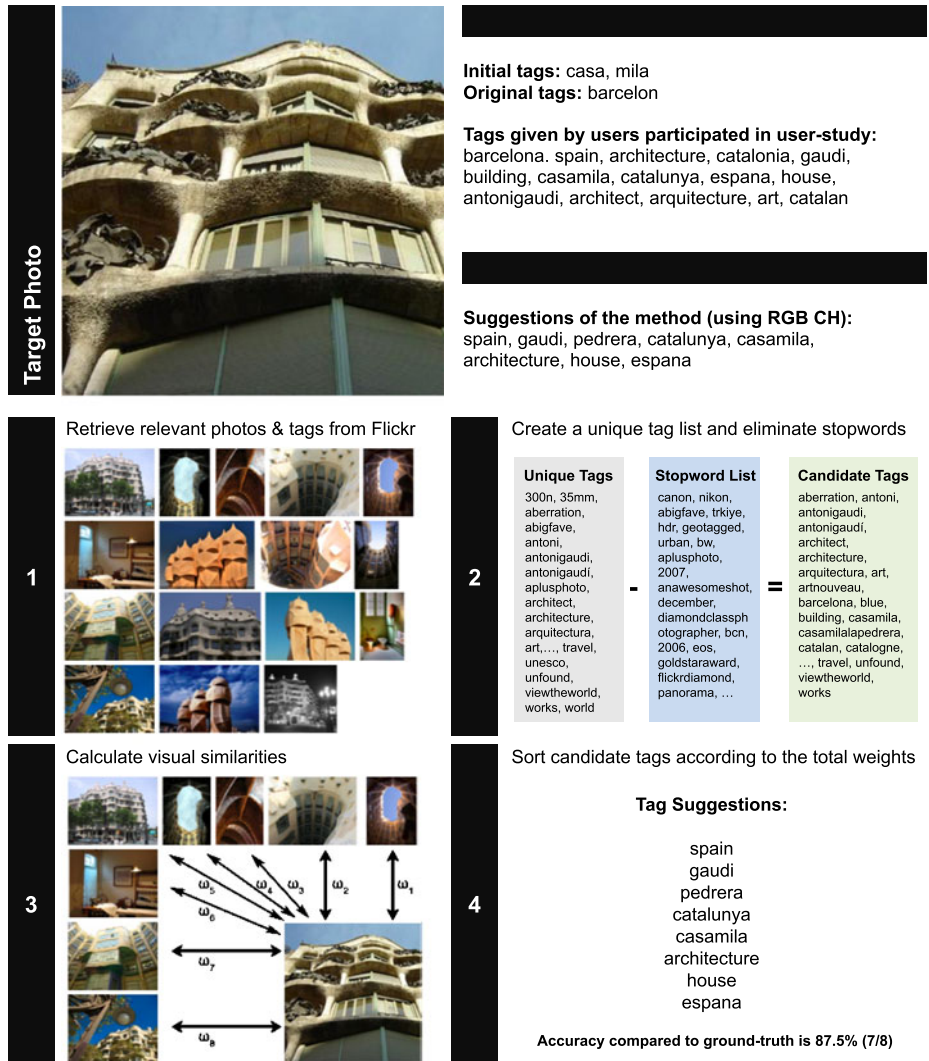 Target Photo
Initial tags: casa, mila
Original tags: barcelon
Tags given by users participated in user-study:
barcelona. spain, architecture, catalonia, gaudi,
building, casamila, catalunya, espana, house,
antonigaudi, architect, arquitecture, art, catalan
Suggestions of the method (using RGB CH):
spain, gaudi, pedrera, catalunya, casamila,
architecture, house, espana
1
Retrieve relevant photos & tags from Flickr
2
Create a unique tag list and eliminate stopwords
Unique Tags
300n, 35mm,
aberration,
abigfave,
antoni,
antonigaudi,
antonigaudí,
aplusphoto,
architect,
architecture,
arquitectura,
art,…, travel,
unesco,
unfound,
viewtheworld,
works, world
-
Stopword List
canon, nikon,
abigfave, trkiye,
hdr, geotagged,
urban, bw,
aplusphoto,
2007,
anawesomeshot,
december,
diamondclassph
otographer, bcn,
2006, eos,
goldstaraward,
flickrdiamond,
panorama, …
=
Candidate Tags
aberration, antoni,
antonigaudi,
antonigaudí,
architect,
architecture,
arquitectura, art,
artnouveau,
barcelona, blue,
building, casamila,
casamilalapedrera,
catalan, catalogne,
…, travel, unfound,
viewtheworld,
works
3
Calculate visual similarities
ω5
ω4
ω3
ω2
ω1
ω6
ω7
ω8
4
Sort candidate tags according to the total weights
Tag Suggestions:
spain
gaudi
pedrera
catalunya
casamila
architecture
house
espana
Accuracy compared to ground-truth is 87.5% (7/8)